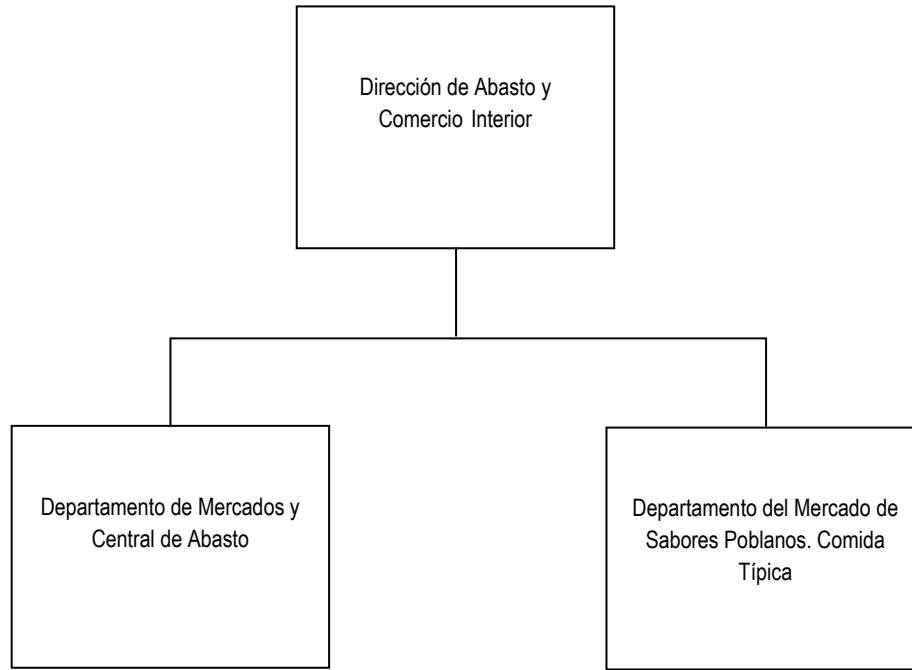 Dirección de Abasto y
Comercio Interior
Departamento de Mercados y
Central de Abasto
Departamento del Mercado de
Sabores Poblanos. Comida
Típica